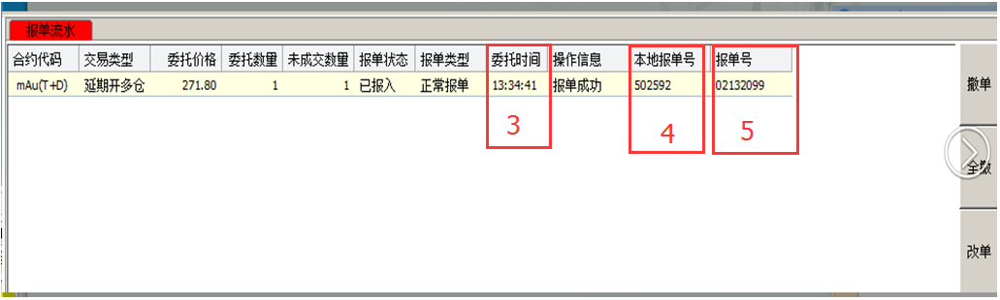 报单流水
合约代码 交易类型 委托价格 委托数量 未成交数量 报单状态 报单类型 委托时间 操作信息 本地报单号 报单号
mAu(T+D) 延期开多仓 271.80 1 1 已报入 正常报单 13:34:41 报单成功 502592 02132099
3 4 5
撤单
全撤
改单